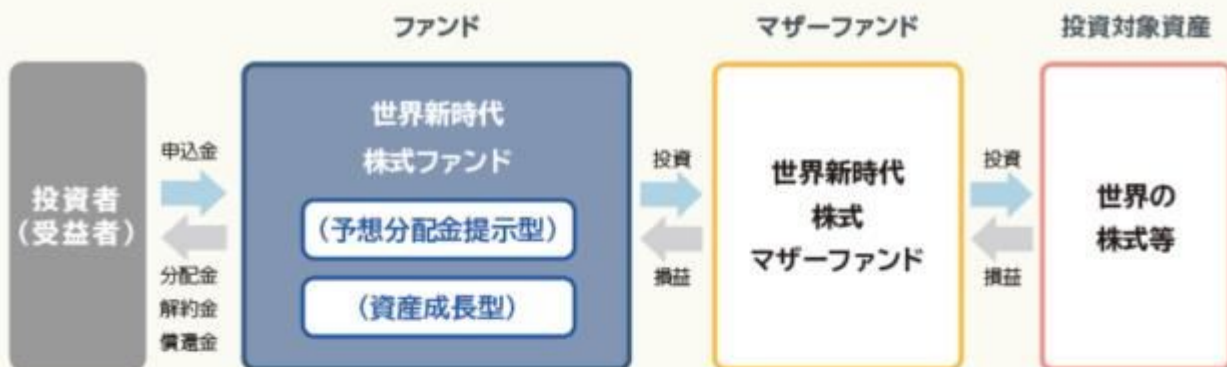 ファンド
マザーファンド
投資対象資産
投資者
(受益者)
申込金
分配金
解約金
償還金
世界新時代
株式ファンド
(予想分配金提示型)
(資産成長型)
投資
損益
世界新時代
株式
マザーファンド
投資
損益
世界の
株式等